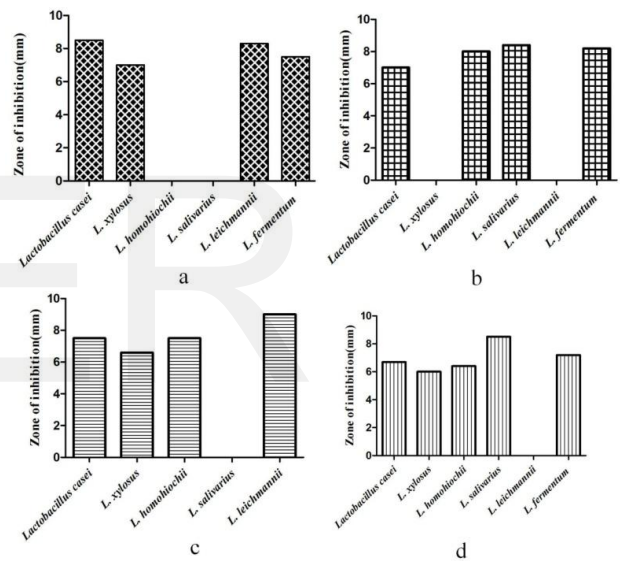 Zone of inhibition(mm)
10
8
6
4
2
0
Lactobacillus casei
L. xylosus
L. homohiochii
L. salivarius
L. leichmannii
L. fermentum
a
Zone of inhibition(mm)
10
8
6
4
2
0
Lactobacillus casei
L. xylosus
L. homohiochii
L. salivarius
L. leichmannii
L. fermentum
b
Zone of inhibition(mm)
10
8
6
4
2
0
Lactobacillus casei
L. xylosus
L. homohiochii
L. salivarius
L. leichmannii
c
Zone of inhibition(mm)
10
8
6
4
2
0
Lactobacillus casei
L. xylosus
L. homohiochii
L. salivarius
L. leichmannii
L. fermentum
d
ER